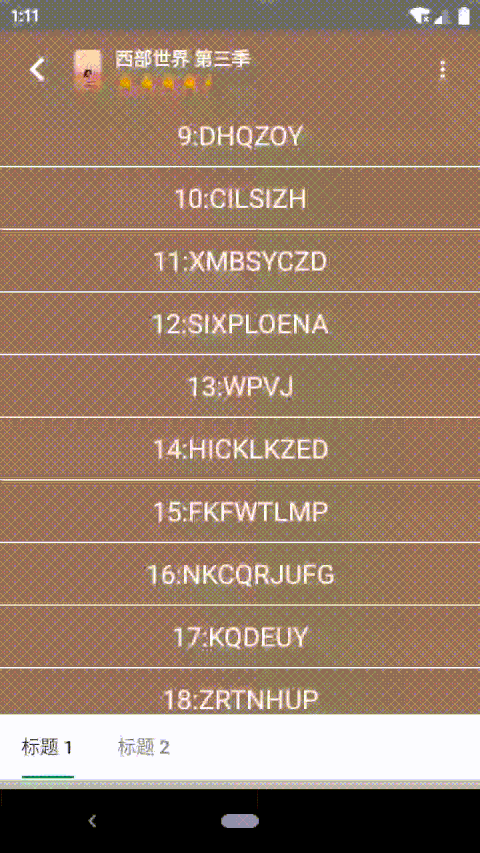 1:11
西部世界 第三季
9:DHQZOY
10:CILSIZH
11:XMBSYCZD
12:SIXPLOENA
13:WPVJ
14:HICKLKZED
15:FKFWTLMP
16:NKCQRJUFG
17:KQDEUY
18:ZRTNHUP
标题 1 标题 2